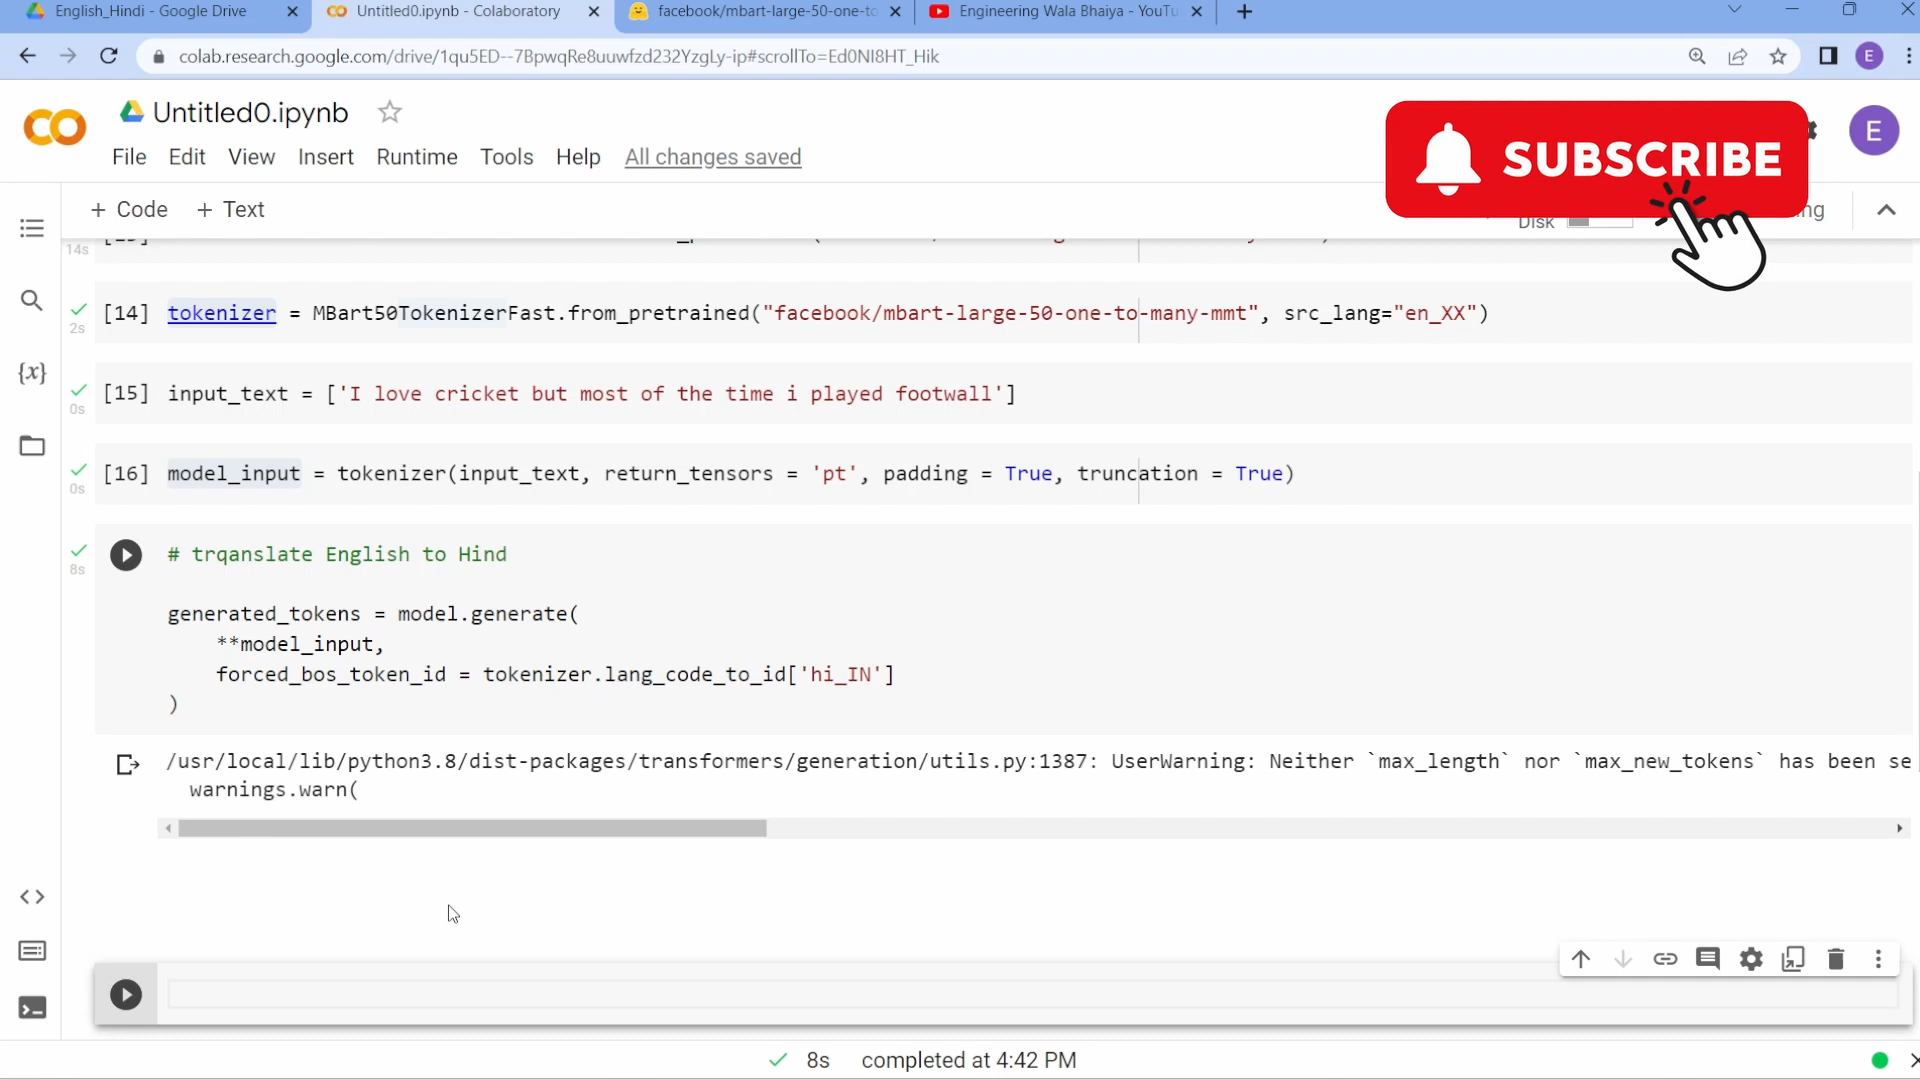 English_Hindi - Google Drive
Untitled0.ipynb - Colaboratory
facebook/mbart-large-50-one-to
Engineering Wala Bhaiya - YouTu
colab.research.google.com/drive/1qu5ED--7BpwqRe8uuwfzd232YzgLy-ip#scrollTo=Ed0NI8HT_Hik
E
CO
Untitled0.ipynb
SUBSCRIBE
E
File Edit View Insert Runtime Tools Help All changes saved
+ Code + Text
Disk
14s
[14] tokenizer = MBart50TokenizerFast.from_pretrained("facebook/mbart-large-50-one-to-many-mmt", src_lang="en_XX")
2s
{x}
[15] input_text = ['I love cricket but most of the time i played footwall']
0s
[16] model_input = tokenizer(input_text, return_tensors = 'pt', padding = True, truncation = True)
0s
# trqanslate English to Hind
8s
generated_tokens = model.generate(
**model_input,
forced_bos_token_id = tokenizer.lang_code_to_id['hi_IN']
)
/usr/local/lib/python3.8/dist-packages/transformers/generation/utils.py:1387: UserWarning: Neither `max_length` nor `max_new_tokens` has been se
warnings.warn(
8s completed at 4:42 PM